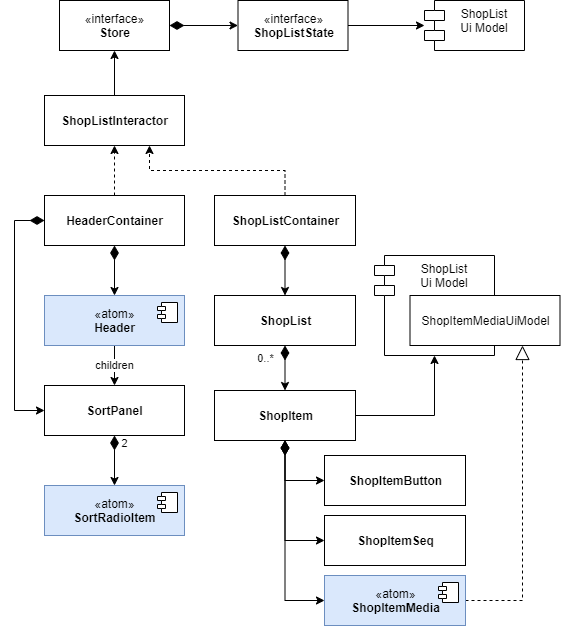 «interface»
Store
«interface»
ShopListState
ShopList
Ui Model
ShopListInteractor
HeaderContainer
ShopListContainer
ShopList
Ui Model
«atom»
Header
ShopList
ShopItemMediaUiModel
0..*
children
SortPanel
ShopItem
2
ShopItemButton
«atom»
SortRadioItem
ShopItemSeq
«atom»
ShopItemMedia